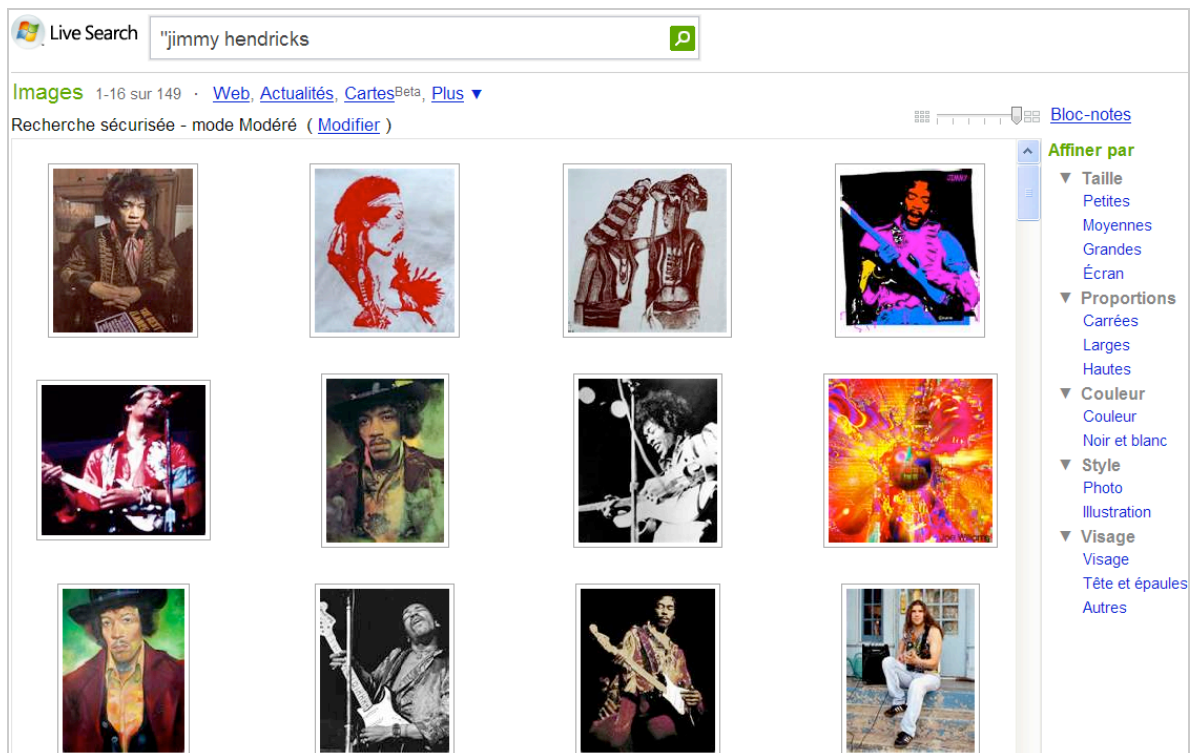 Live Search
"jimmy hendricks
Images 1-16 sur 149 · Web, Actualités, CartesBeta, Plus ▼
Recherche sécurisée - mode Modéré ( Modifier )
Bloc-notes
Affiner par
▼ Taille
Petites
Moyennes
Grandes
Écran
▼ Proportions
Carrées
Larges
Hautes
▼ Couleur
Couleur
Noir et blanc
▼ Style
Photo
Illustration
▼ Visage
Visage
Tête et épaules
Autres